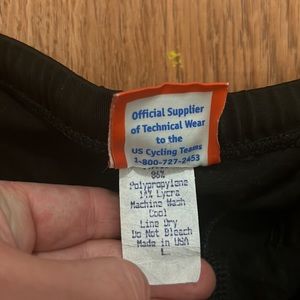 Official Supplier
of Technical Wear
to the
US Cycling Teams
1-800-727-2453
86%
Polypropylene
14% Lycra
Machine Wash
Cool
Line Dry
Do Not Bleach
Made in USA
L